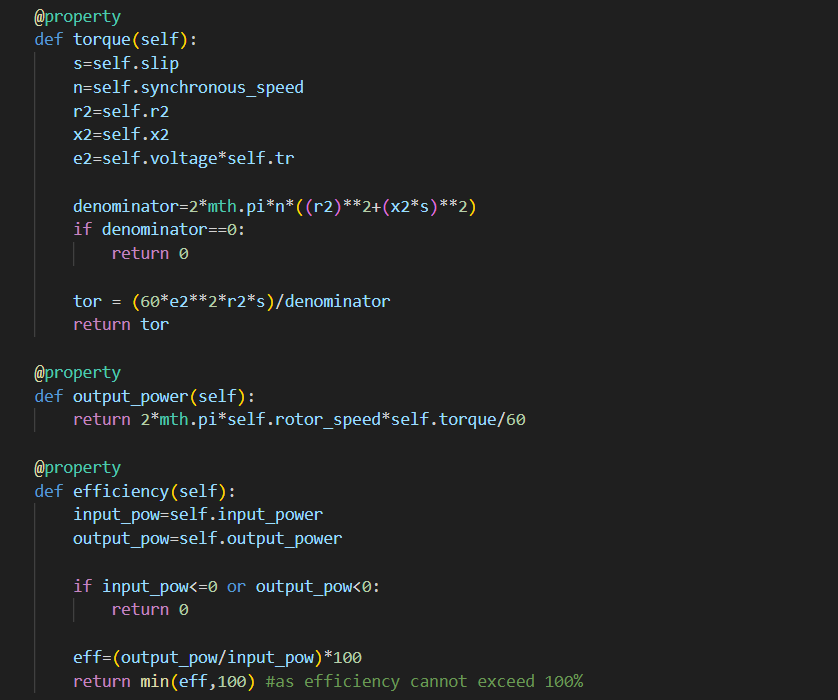 @property
def torque(self):
    s=self.slip
    n=self.synchronous_speed
    r2=self.r2
    x2=self.x2
    e2=self.voltage*self.tr

    denominator=2*mth.pi*n*((r2)**2+(x2*s)**2)
    if denominator==0:
        return 0

    tor = (60*e2**2*r2*s)/denominator
    return tor

@property
def output_power(self):
    return 2*mth.pi*self.rotor_speed*self.torque/60

@property
def efficiency(self):
    input_pow=self.input_power
    output_pow=self.output_power

    if input_pow<=0 or output_pow<0:
        return 0

    eff=(output_pow/input_pow)*100
    return min(eff,100) #as efficiency cannot exceed 100%